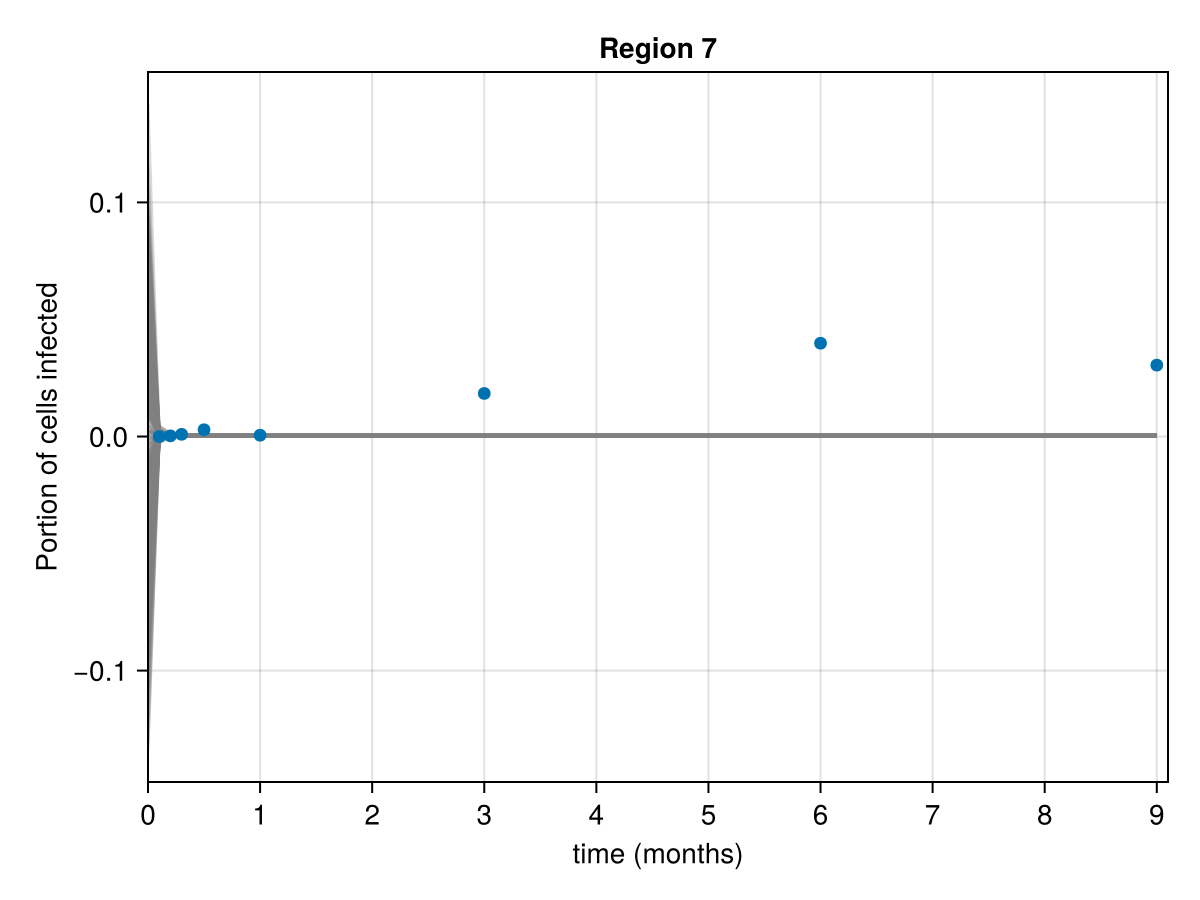 Region 7
Portion of cells infected
0.1
0.0
−0.1
0 1 2 3 4 5 6 7 8 9
time (months)